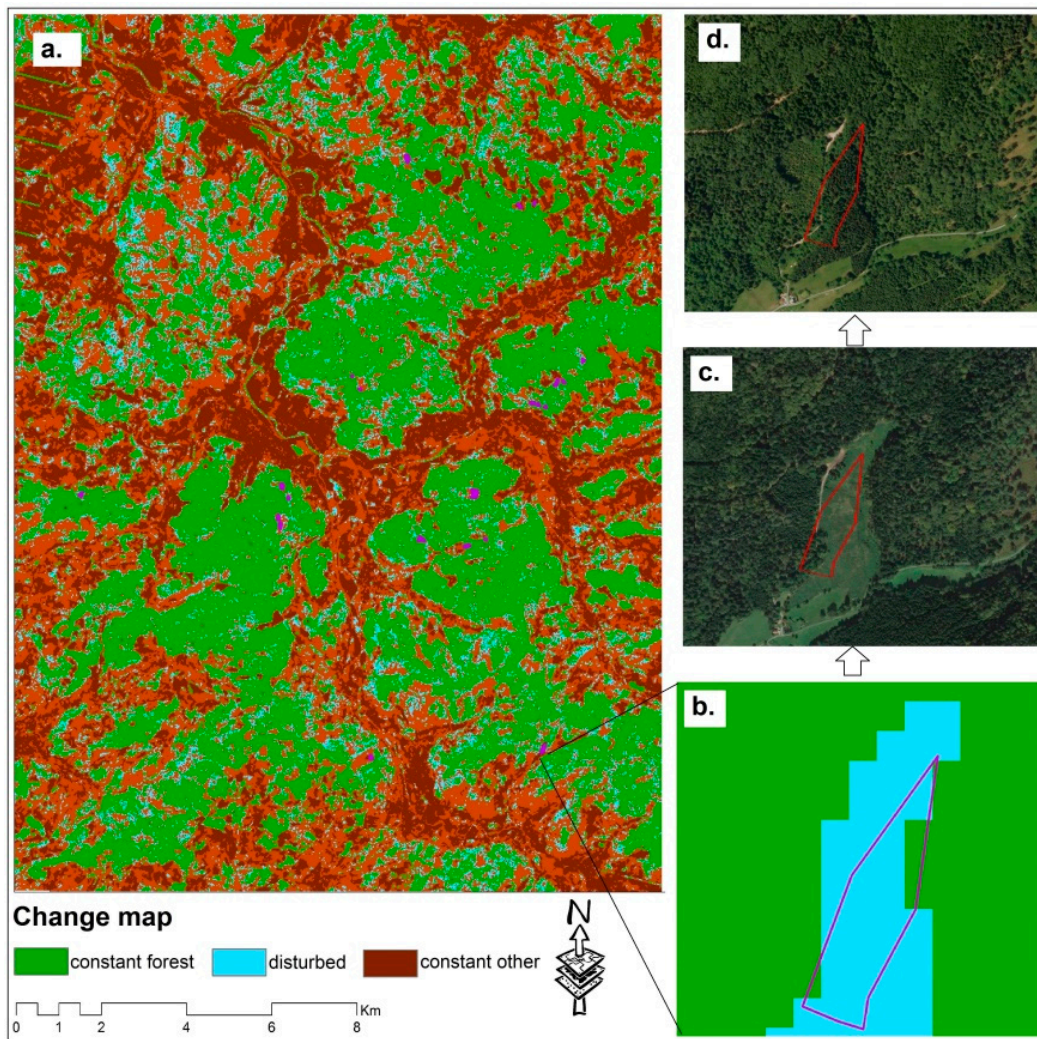 a.
d.
c.
b.
Change map
constant forest disturbed constant other
N
Km
0 1 2 4 6 8